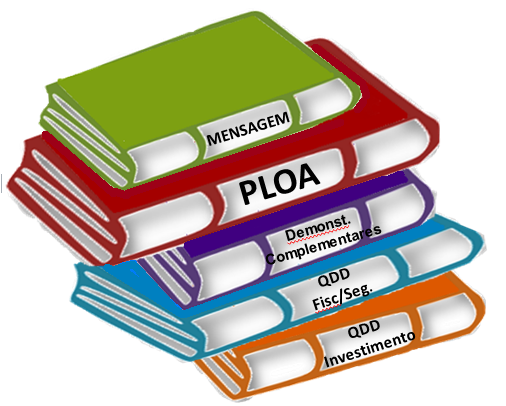 MENSAGEM
PLOA
Demonst.
Complementares
QDD
Fisc/Seg.
QDD
Investimento